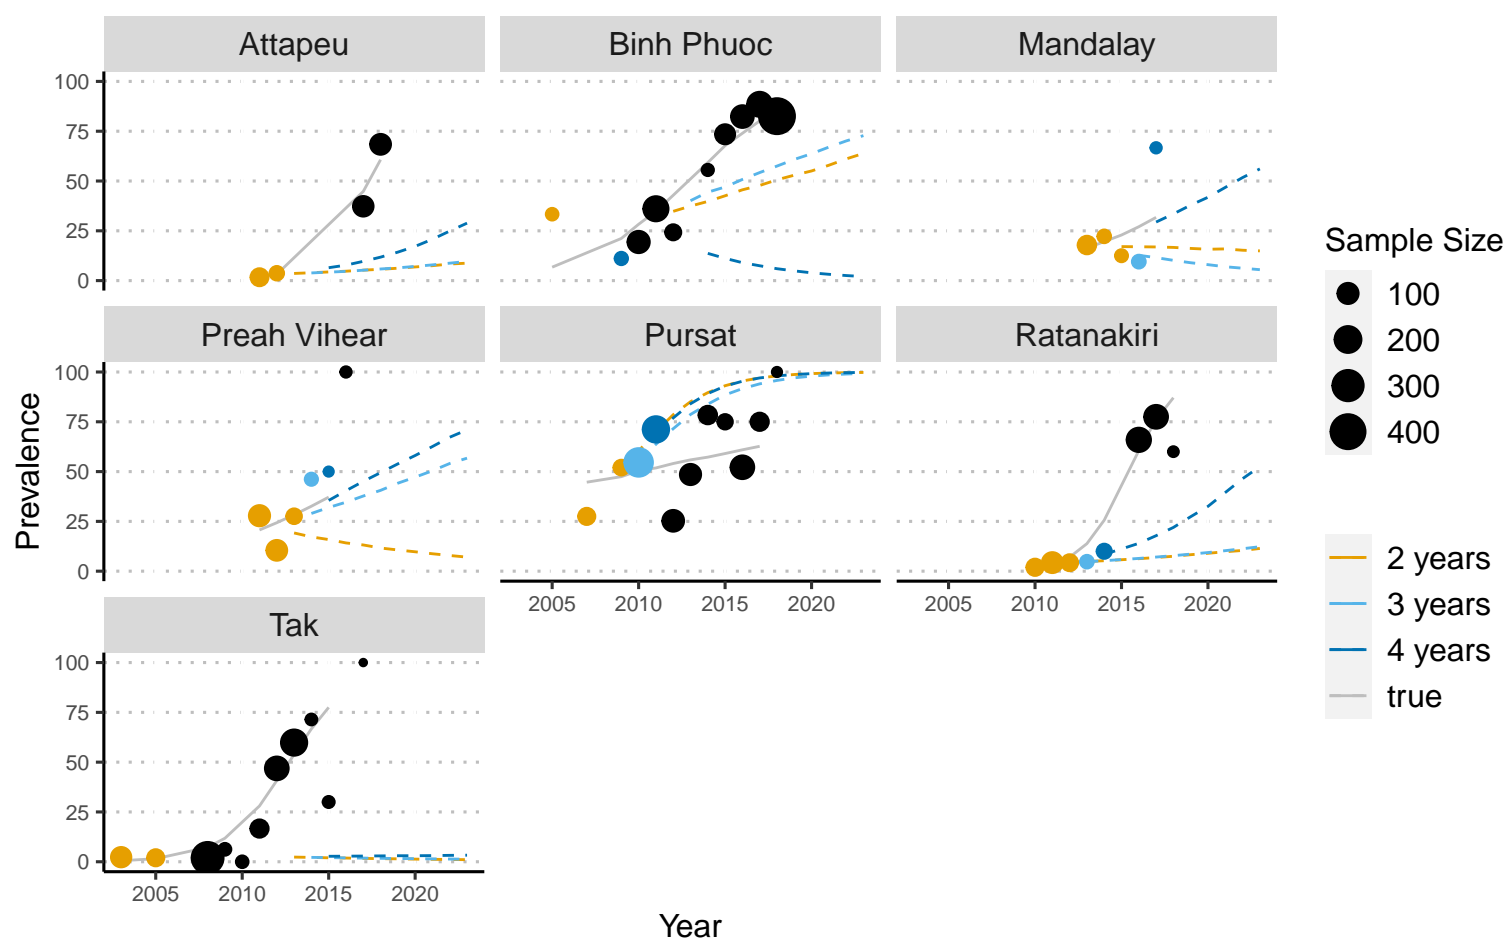 Attapeu
Binh Phuoc
Mandalay
100
75
50
25
0
Preah Vihear
Pursat
Ratanakiri
100
75
50
25
0
2005 2010 2015 2020
2005 2010 2015 2020
Tak
100
75
50
25
0
2005 2010 2015 2020
Prevalence
Year
Sample Size
100
200
300
400
2 years
3 years
4 years
true